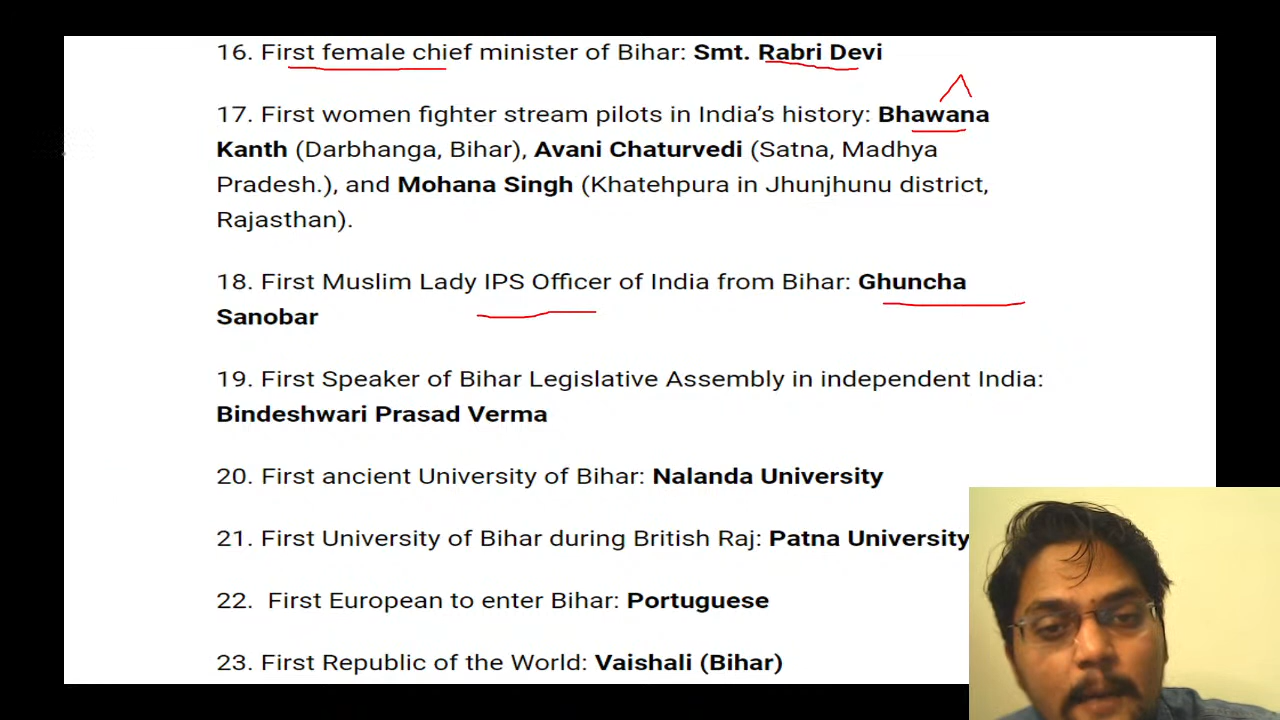 16. First female chief minister of Bihar: Smt. Rabri Devi
17. First women fighter stream pilots in India’s history: Bhawana
Kanth (Darbhanga, Bihar), Avani Chaturvedi (Satna, Madhya
Pradesh.), and Mohana Singh (Khatehpura in Jhunjhunu district,
Rajasthan).
18. First Muslim Lady IPS Officer of India from Bihar: Ghuncha
Sanobar
19. First Speaker of Bihar Legislative Assembly in independent India:
Bindeshwari Prasad Verma
20. First ancient University of Bihar: Nalanda University
21. First University of Bihar during British Raj: Patna University
22. First European to enter Bihar: Portuguese
23. First Republic of the World: Vaishali (Bihar)